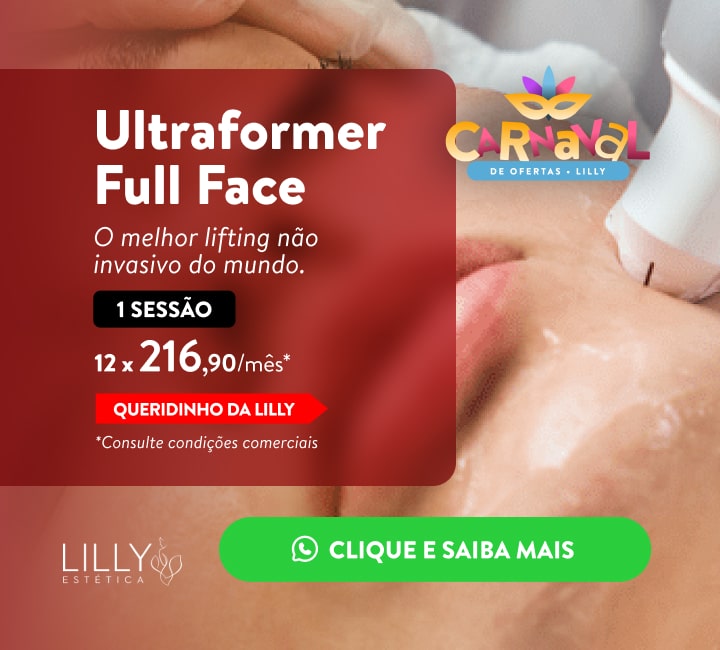 Ultraformer
Full Face
O melhor lifting não
invasivo do mundo.
1 SESSÃO
12 x 216,90/mês*
QUERIDINHO DA LILLY
*Consulte condições comerciais
CARNAVAL
DE OFERTAS • LILLY
LILLY
ESTÉTICA
CLIQUE E SAIBA MAIS